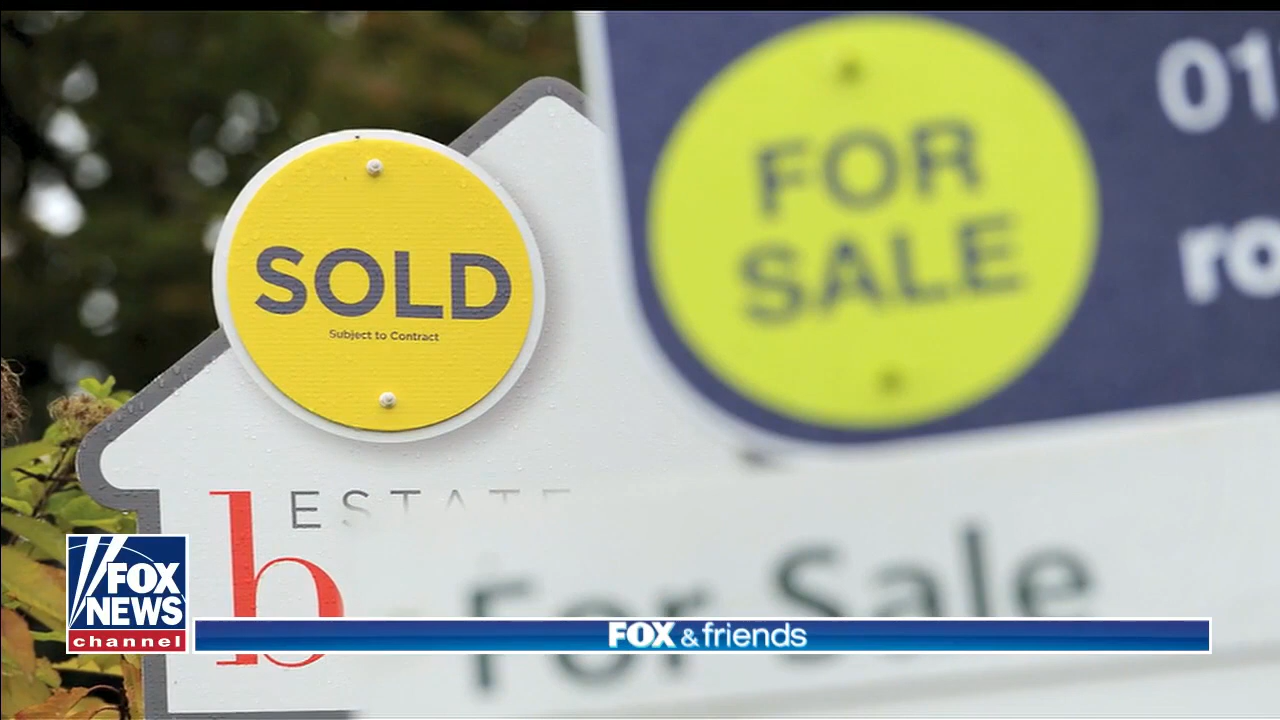 SOLD
Subject to Contract
FOR
SALE
01
ro
ESTATE
b
For Sale
FOX
NEWS
channel
FOX & friends